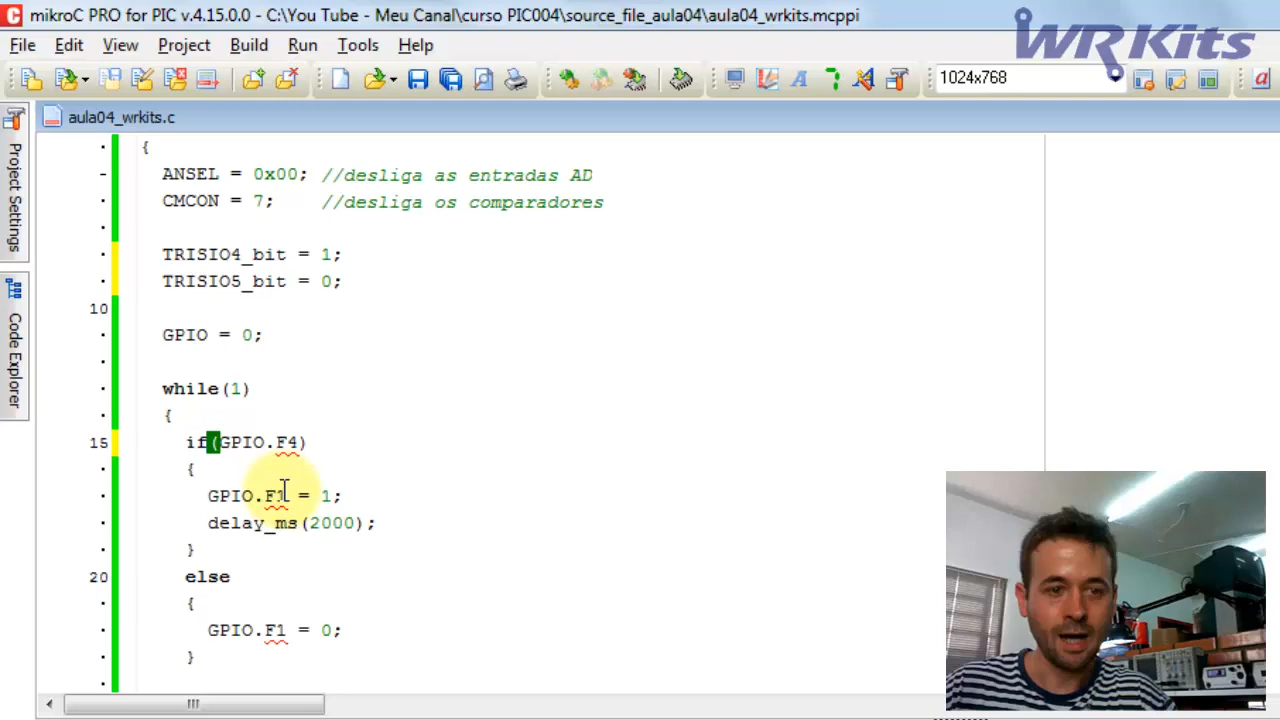 mikroC PRO for PIC v.4.15.0.0 - C:\You Tube - Meu Canal\curso PIC004\source_file_aula04\aula04_wrkits.mcppi
WR Kits
File Edit View Project Build Run Tools Help
1024x768
aula04_wrkits.c
Project Settings
Code Explorer
{
ANSEL = 0x00; //desliga as entradas AD
CMCON = 7; //desliga os comparadores
TRISIO4_bit = 1;
TRISIO5_bit = 0;
10
GPIO = 0;
while(1)
{
15 if(GPIO.F4)
{
GPIO.F1 = 1;
delay_ms(2000);
}
20 else
{
GPIO.F1 = 0;
}